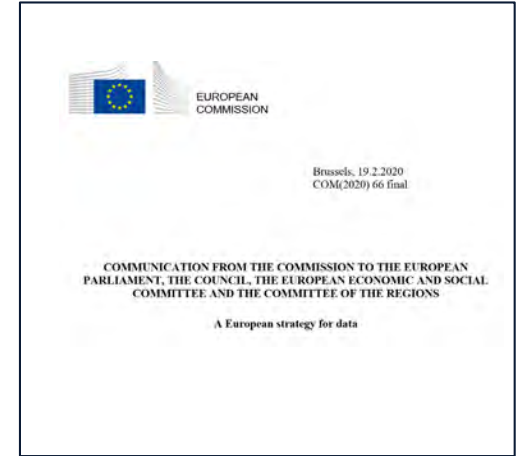 EUROPEAN
COMMISSION
Brussels, 19.2.2020
COM(2020) 66 final
COMMUNICATION FROM THE COMMISSION TO THE EUROPEAN
PARLIAMENT, THE COUNCIL, THE EUROPEAN ECONOMIC AND SOCIAL
COMMITTEE AND THE COMMITTEE OF THE REGIONS
A European strategy for data